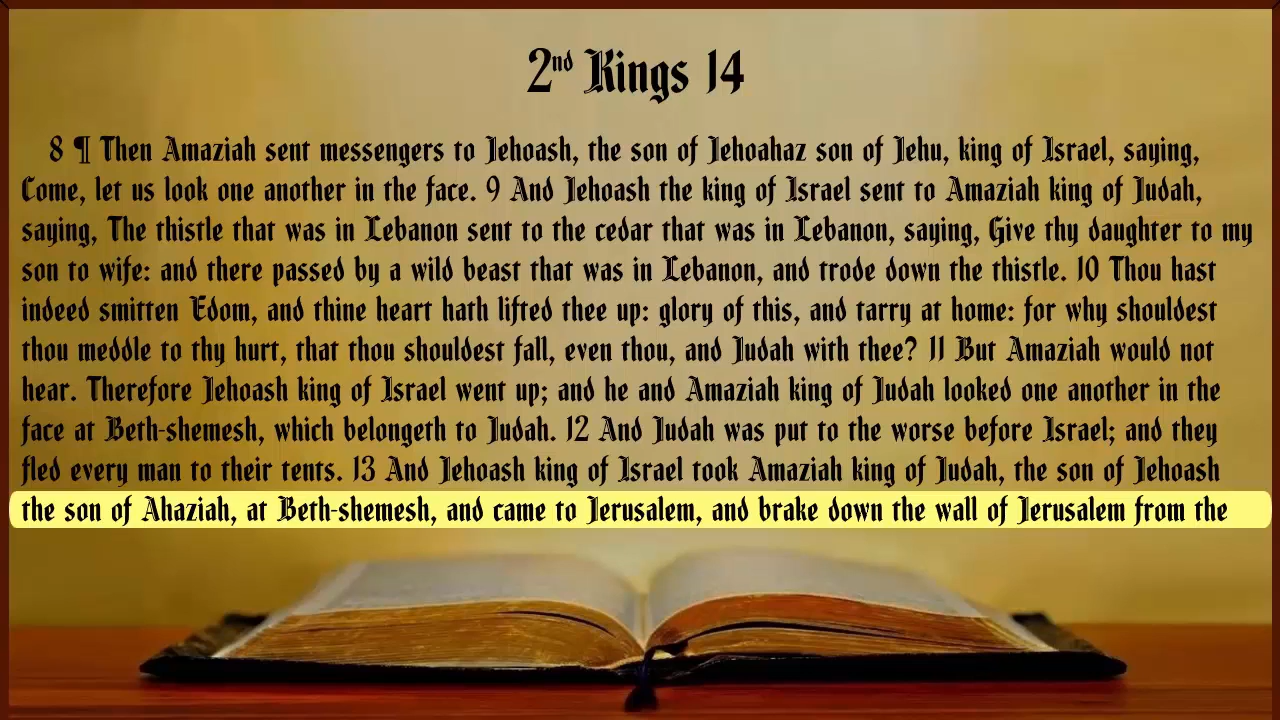 2nd Kings 14
8 ¶ Then Amaziah sent messengers to Jehoash, the son of Jehoahaz son of Jehu, king of Israel, saying,
Come, let us look one another in the face. 9 And Jehoash the king of Israel sent to Amaziah king of Judah,
saying, The thistle that was in Lebanon sent to the cedar that was in Lebanon, saying, Give thy daughter to my
son to wife: and there passed by a wild beast that was in Lebanon, and trode down the thistle. 10 Thou hast
indeed smitten Edom, and thine heart hath lifted thee up: glory of this, and tarry at home: for why shouldest
thou meddle to thy hurt, that thou shouldest fall, even thou, and Judah with thee? 11 But Amaziah would not
hear. Therefore Jehoash king of Israel went up; and he and Amaziah king of Judah looked one another in the
face at Beth-shemesh, which belongeth to Judah. 12 And Judah was put to the worse before Israel; and they
fled every man to their tents. 13 And Jehoash king of Israel took Amaziah king of Judah, the son of Jehoash
the son of Ahaziah, at Beth-shemesh, and came to Jerusalem, and brake down the wall of Jerusalem from the